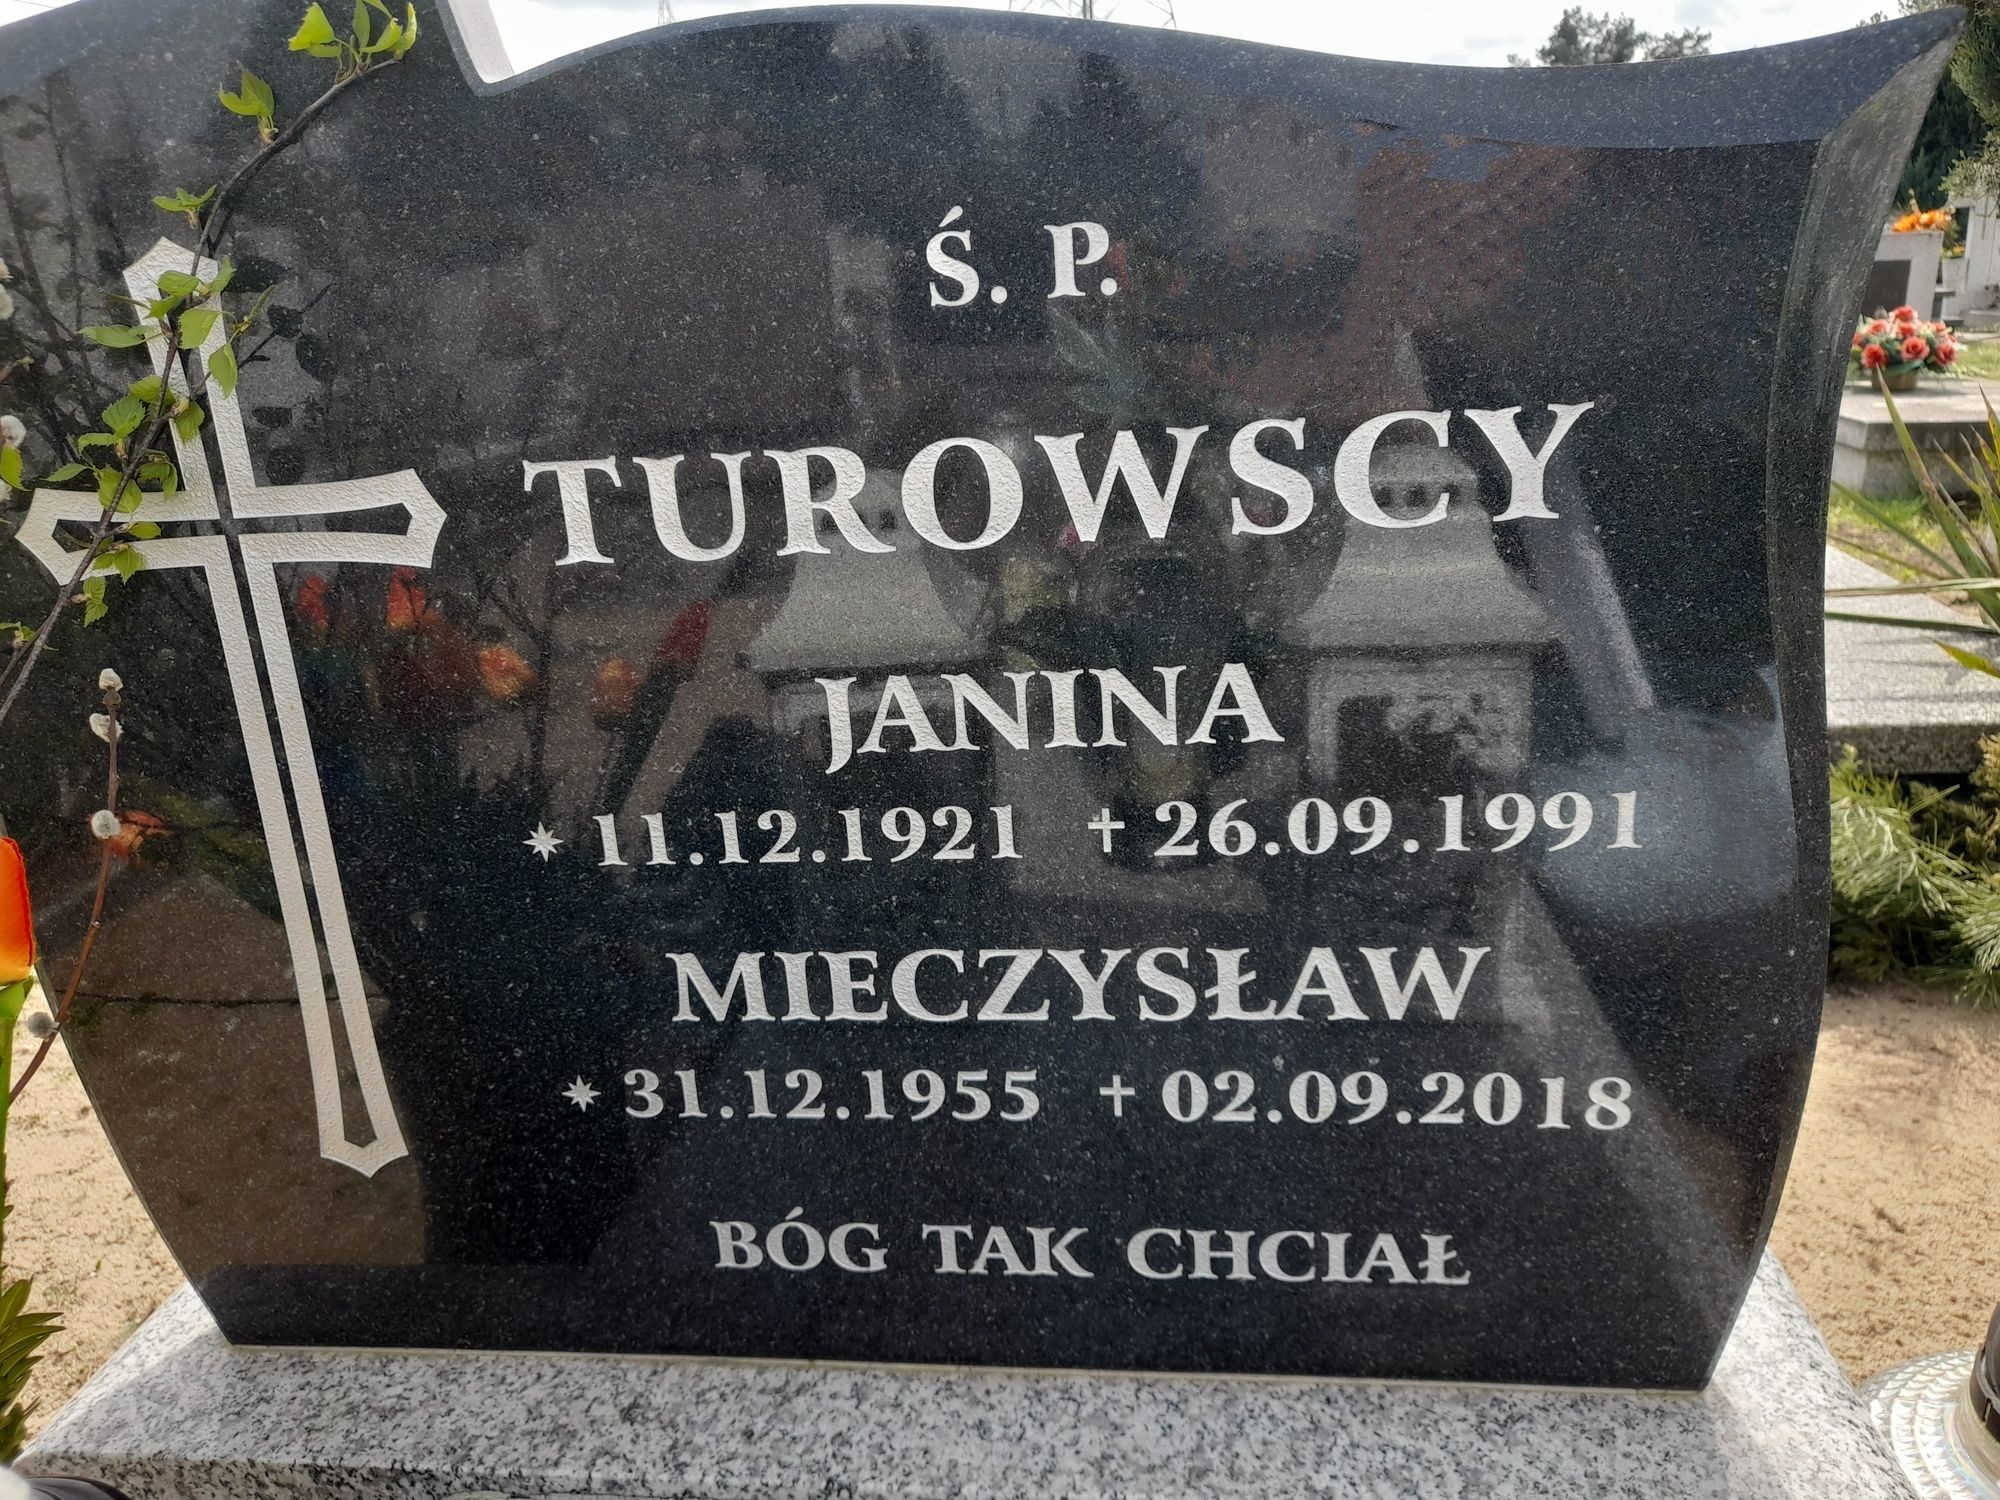 Ś. P.
TUROWSCY
JANINA
* 11.12.1921 † 26.09.1991
MIECZYSŁAW
* 31.12.1955 † 02.09.2018
BÓG TAK CHCIAŁ